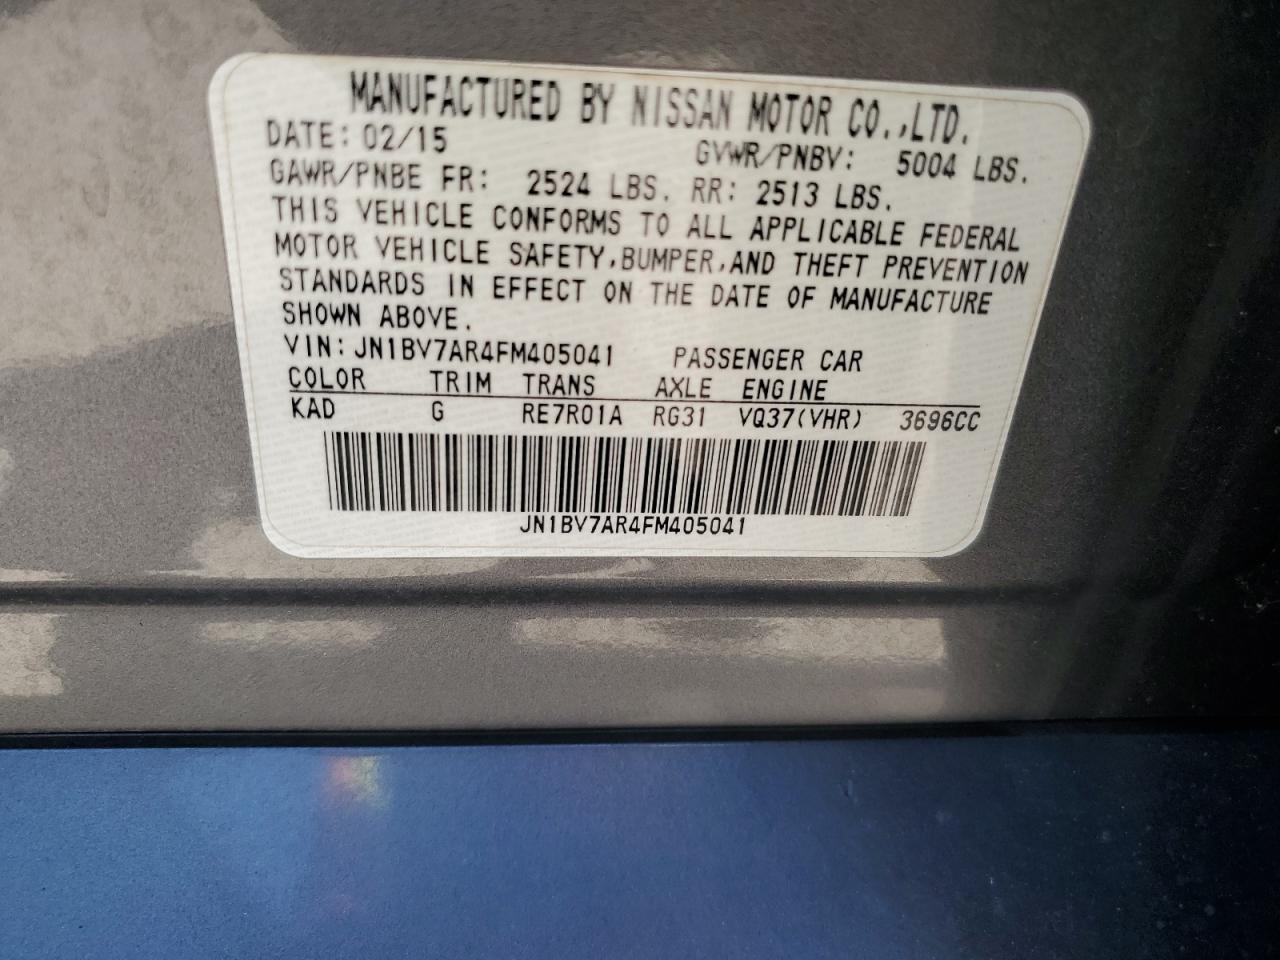 MANUFACTURED BY NISSAN MOTOR CO.,LTD.
DATE: 02/15 GVWR/PNBV: 5004 LBS.
GAWR/PNBE FR: 2524 LBS. RR: 2513 LBS.
THIS VEHICLE CONFORMS TO ALL APPLICABLE FEDERAL
MOTOR VEHICLE SAFETY,BUMPER,AND THEFT PREVENTION
STANDARDS IN EFFECT ON THE DATE OF MANUFACTURE
SHOWN ABOVE.
VIN: JN1BV7AR4FM405041 PASSENGER CAR
COLOR TRIM TRANS AXLE ENGINE
KAD G RE7R01A RG31 VQ37(VHR) 3696CC
JN1BV7AR4FM405041